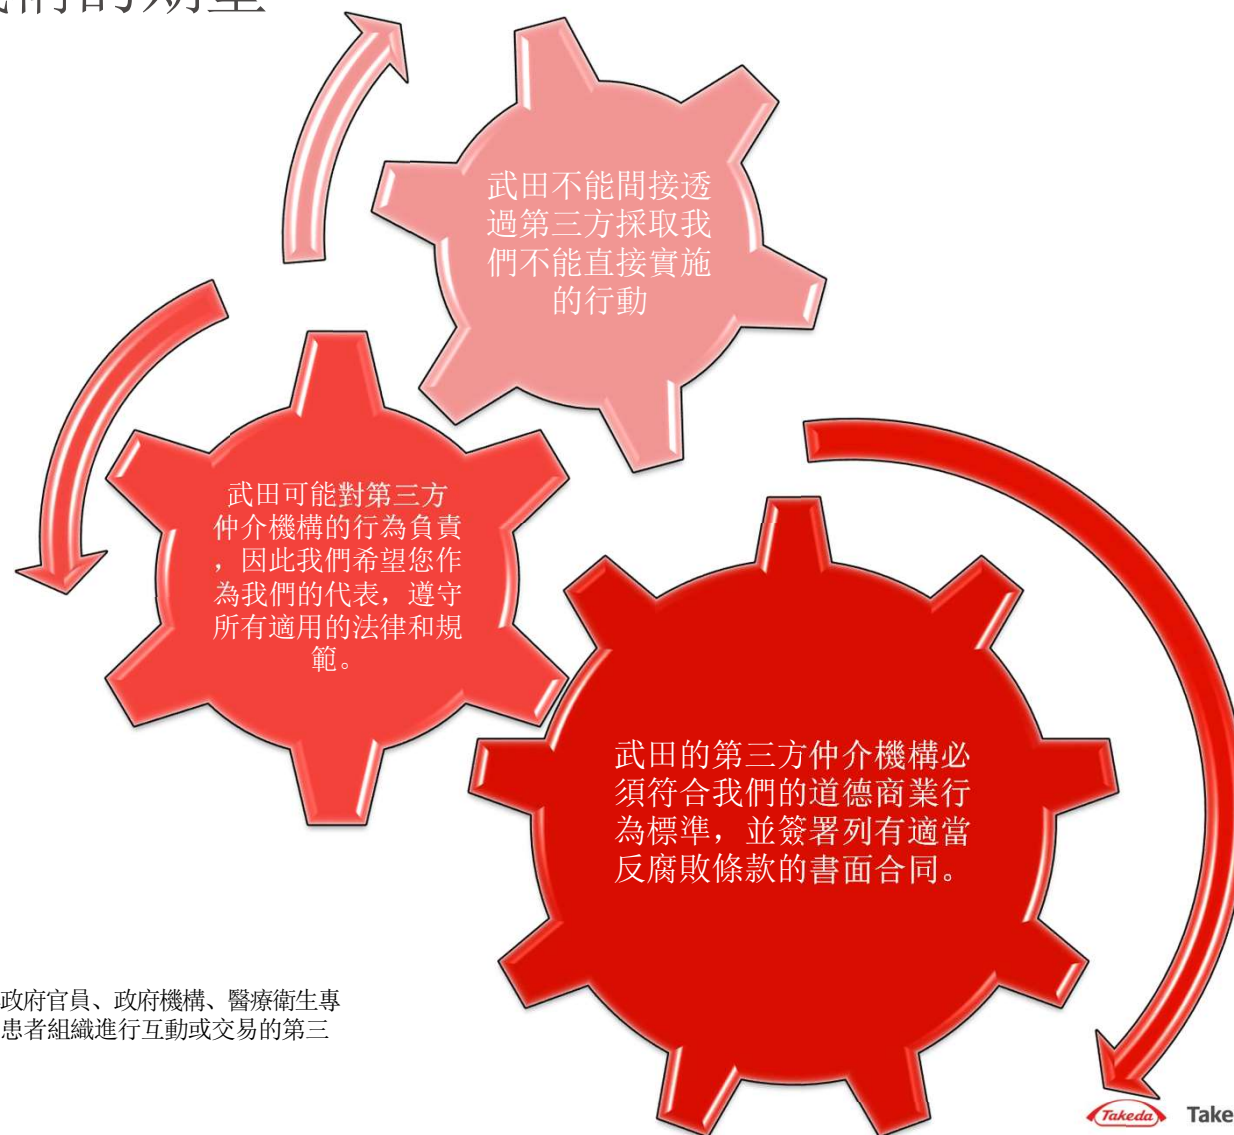 我們的期望
武田不能間接透
過第三方採取我
們不能直接實施
的行動
武田可能對第三方
仲介機構的行為負責
，因此我們希望您作
為我們的代表，遵守
所有適用的法律和規
範。
武田的第三方仲介機構必
須符合我們的道德商業行
為標準，並簽署列有適當
反腐敗條款的書面合同。
政府官員、政府機構、醫療衛生專
患者組織進行互動或交易的第三
Takeda Take